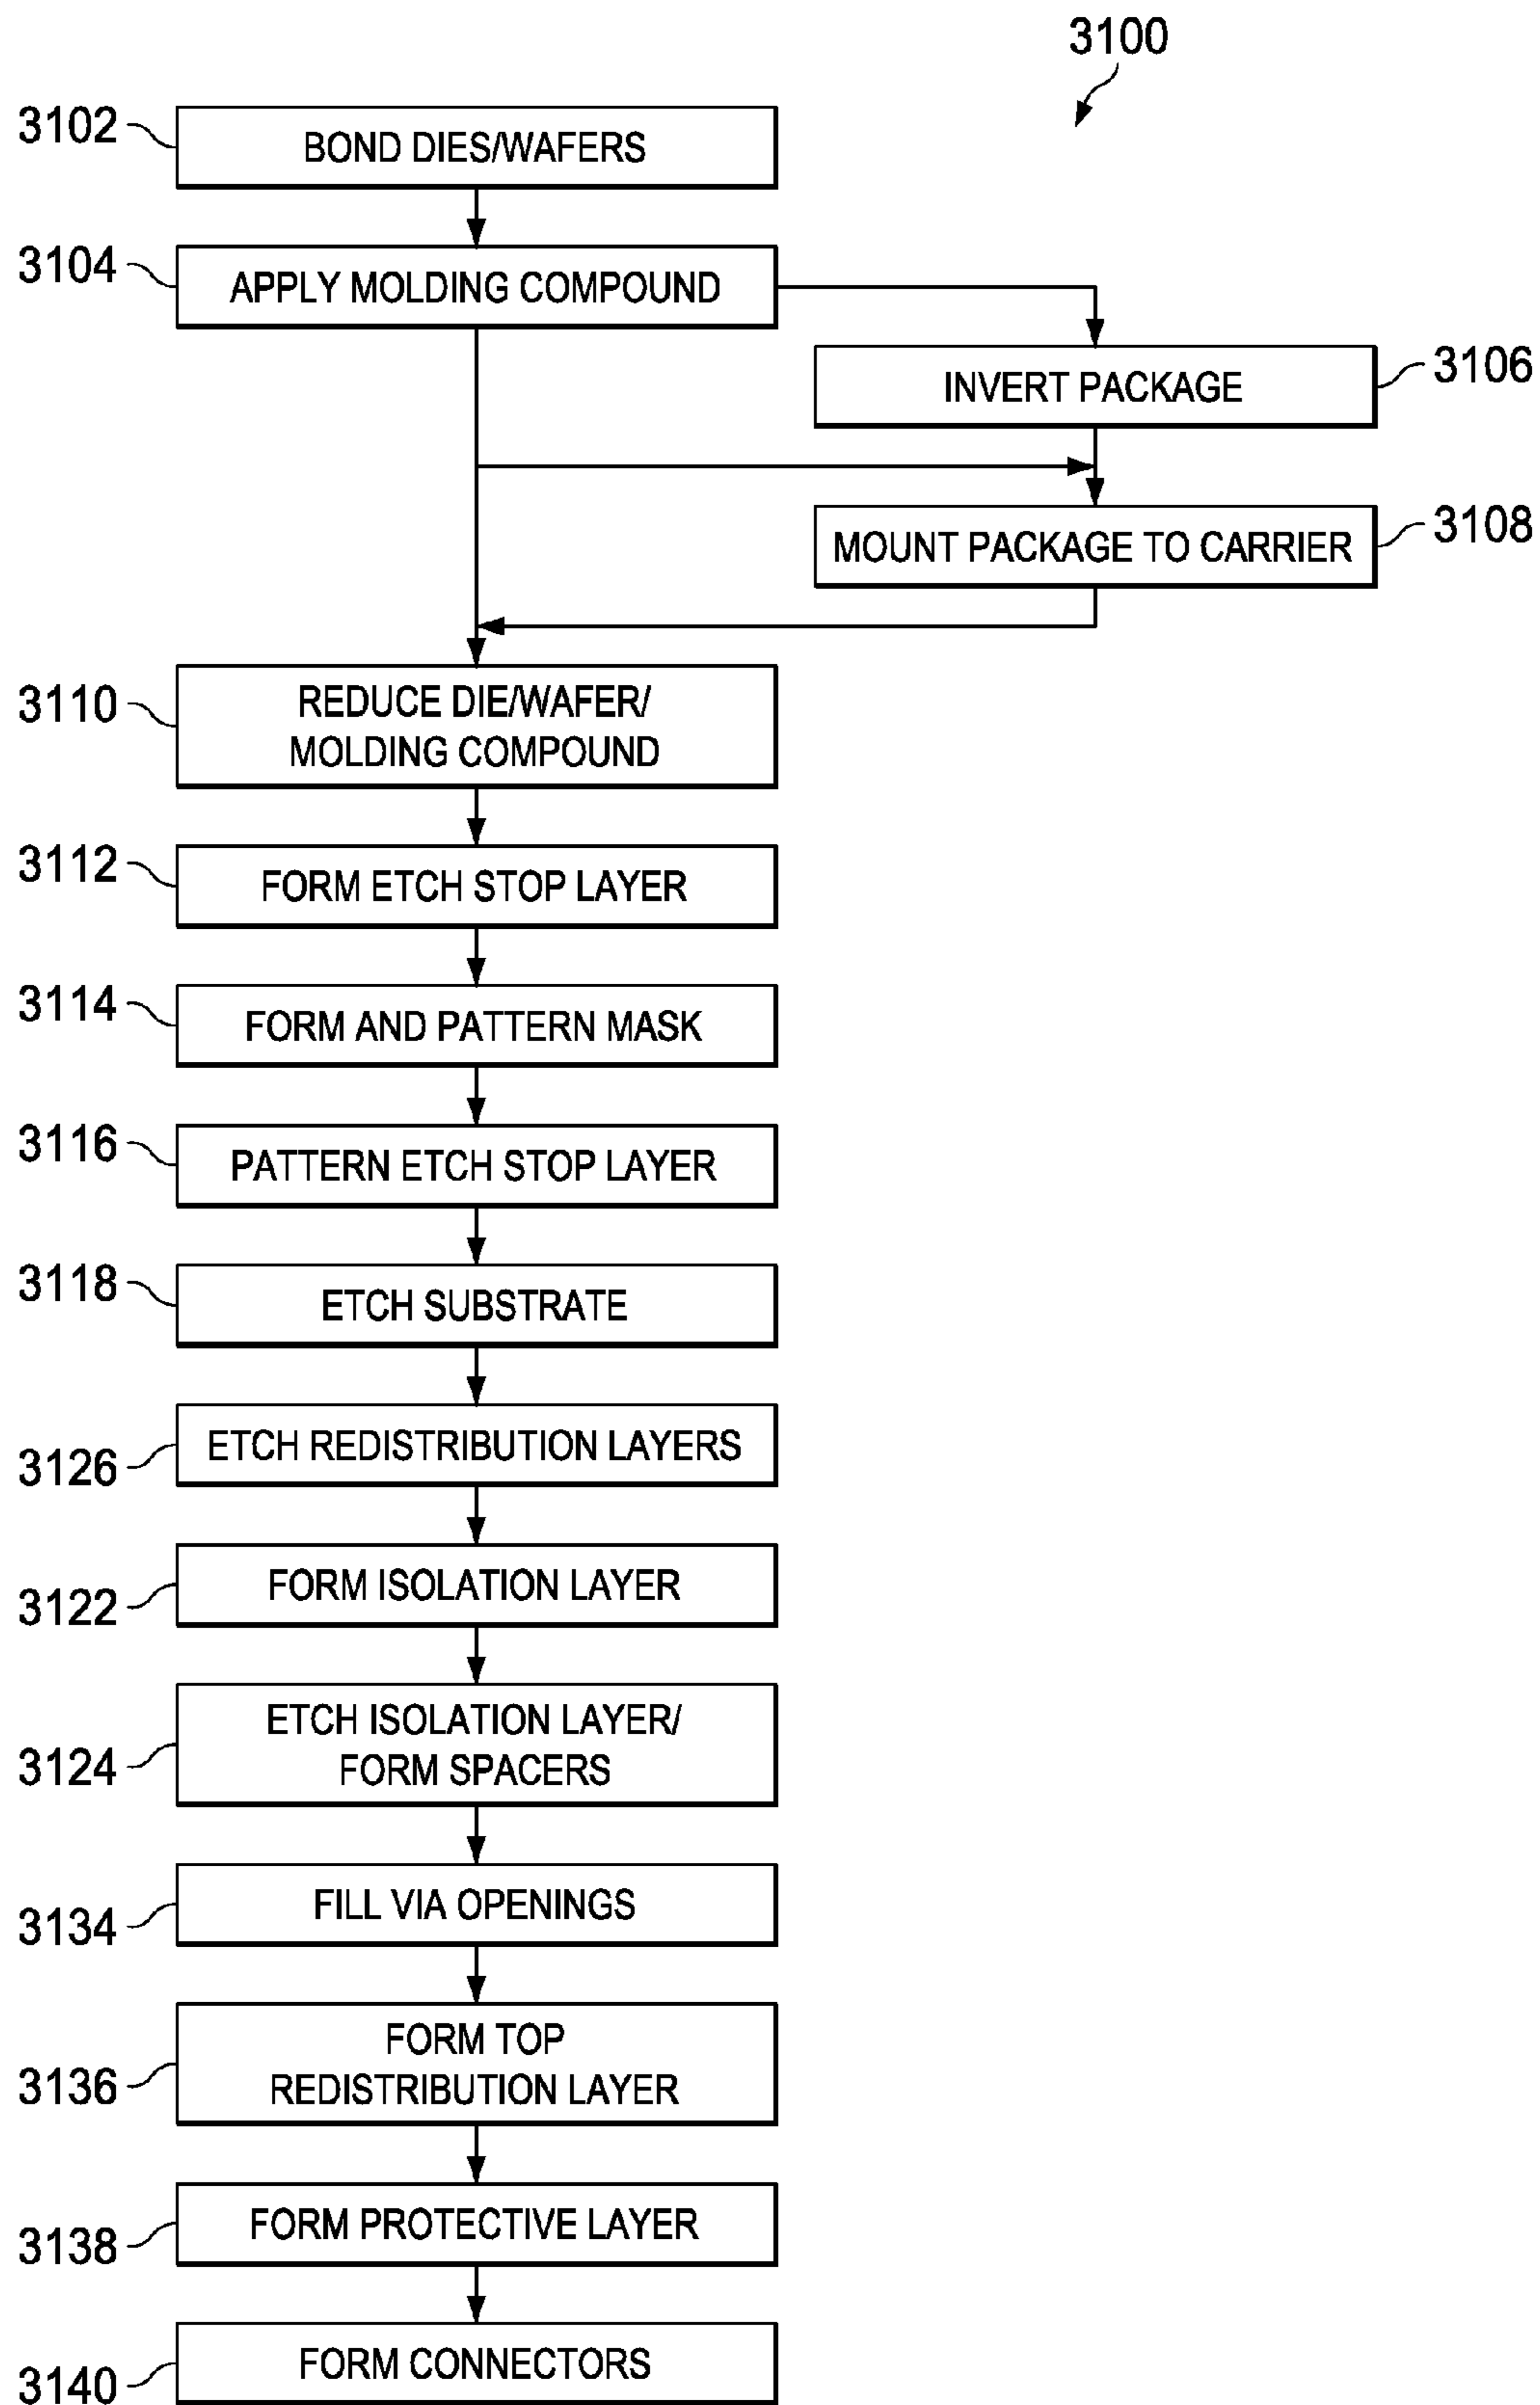 3100
3102
BOND DIES/WAFERS
3104
APPLY MOLDING COMPOUND
INVERT PACKAGE
3106
MOUNT PACKAGE TO CARRIER
3108
3110
REDUCE DIE/WAFER/
MOLDING COMPOUND
3112
FORM ETCH STOP LAYER
3114
FORM AND PATTERN MASK
3116
PATTERN ETCH STOP LAYER
3118
ETCH SUBSTRATE
3126
ETCH REDISTRIBUTION LAYERS
3122
FORM ISOLATION LAYER
3124
ETCH ISOLATION LAYER/
FORM SPACERS
3134
FILL VIA OPENINGS
3136
FORM TOP
REDISTRIBUTION LAYER
3138
FORM PROTECTIVE LAYER
3140
FORM CONNECTORS